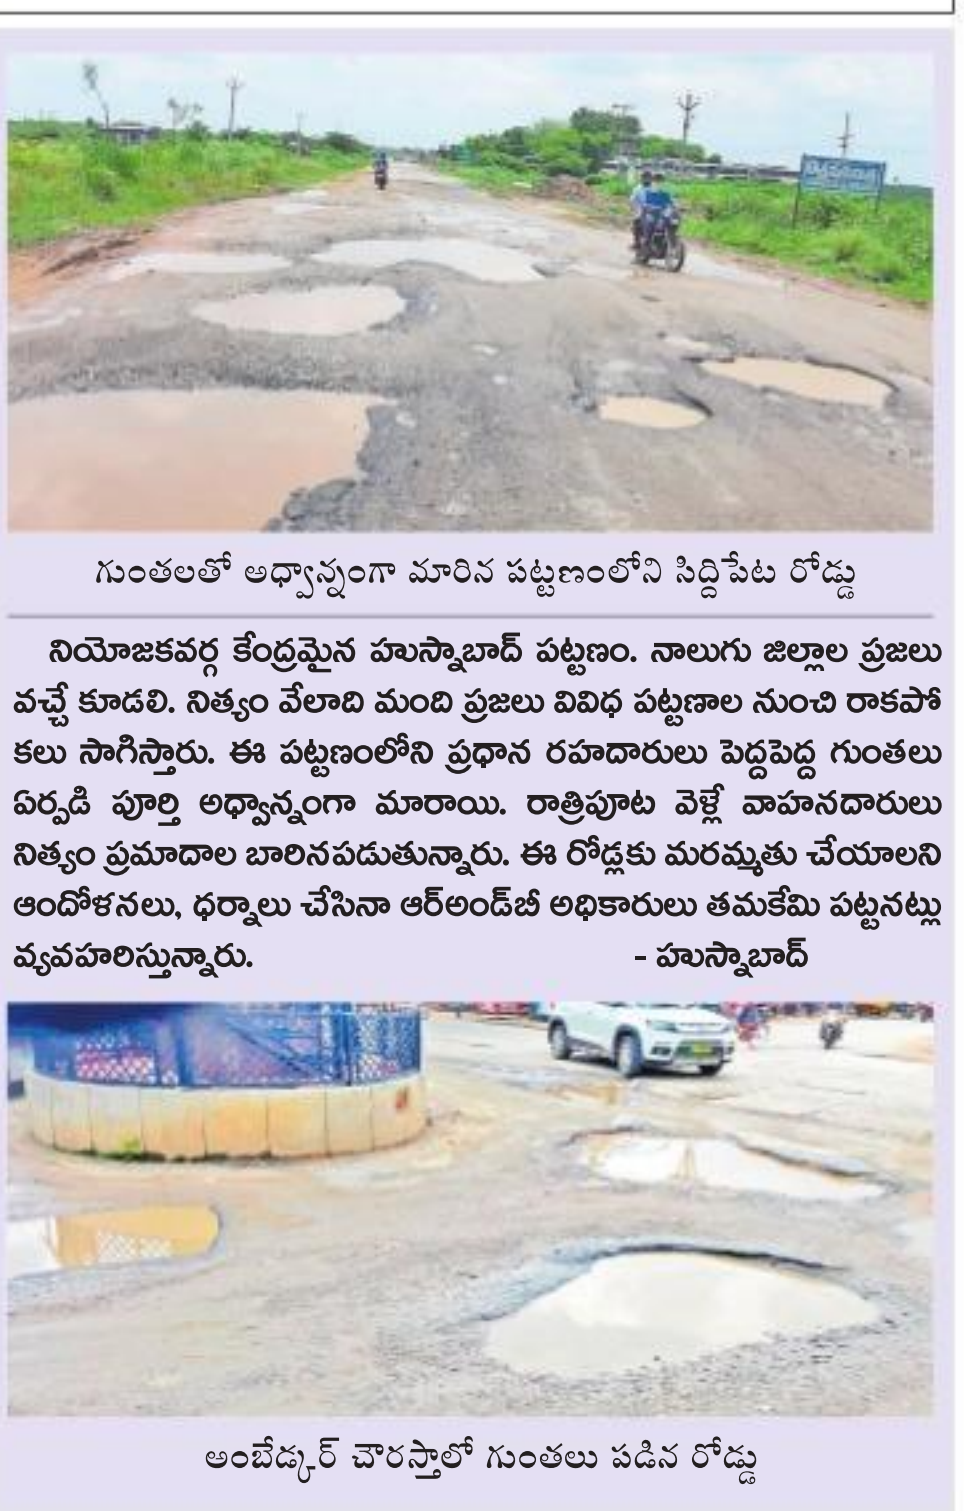 గుంతలతో అధ్వాన్నంగా మారిన పట్టణంలోని సిద్దిపేట రోడ్డు
నియోజకవర్గ కేంద్రమైన హుస్నాబాద్ పట్టణం. నాలుగు జిల్లాల ప్రజలు
వచ్చే కూడలి. నిత్యం వేలాది మంది ప్రజలు వివిధ పట్టణాల నుంచి రాకపో
కలు సాగిస్తారు. ఈ పట్టణంలోని ప్రధాన రహదారులు పెద్దపెద్ద గుంతలు
ఏర్పడి పూర్తి అధ్వాన్నంగా మారాయి. రాత్రిపూట వెళ్లే వాహనదారులు
నిత్యం ప్రమాదాల బారినపడుతున్నారు. ఈ రోడ్లకు మరమ్మతు చేయాలని
ఆందోళనలు, ధర్నాలు చేసినా ఆర్అండ్‌బీ అధికారులు తమకేమి పట్టనట్లు
వ్యవహరిస్తున్నారు. - హుస్నాబాద్
అంబేడ్కర్ చౌరస్తాలో గుంతలు పడిన రోడ్డు